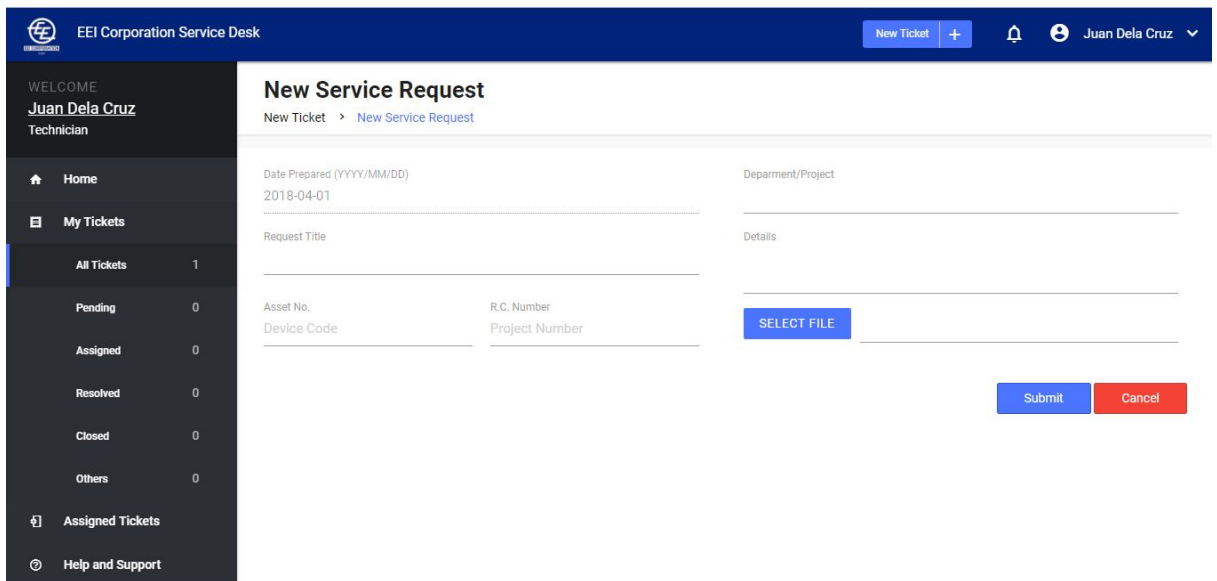 EEI Corporation Service Desk
New Ticket +
Juan Dela Cruz
WELCOME
Juan Dela Cruz
Technician
Home
My Tickets
All Tickets 1
Pending 0
Assigned 0
Resolved 0
Closed 0
Others 0
Assigned Tickets
Help and Support
New Service Request
New Ticket > New Service Request
Date Prepared (YYYY/MM/DD)
2018-04-01
Deparment/Project
Request Title
Details
Asset No.
Device Code
R.C. Number
Project Number
SELECT FILE
Submit
Cancel